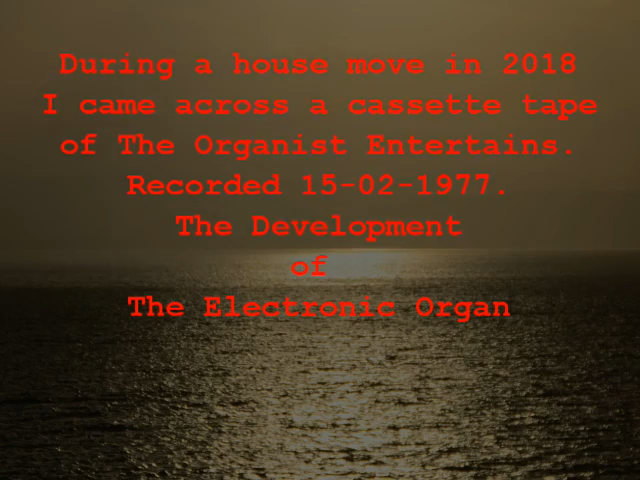 During a house move in 2018
I came across a cassette tape
of The Organist Entertains.
Recorded 15-02-1977.
The Development
of
The Electronic Organ